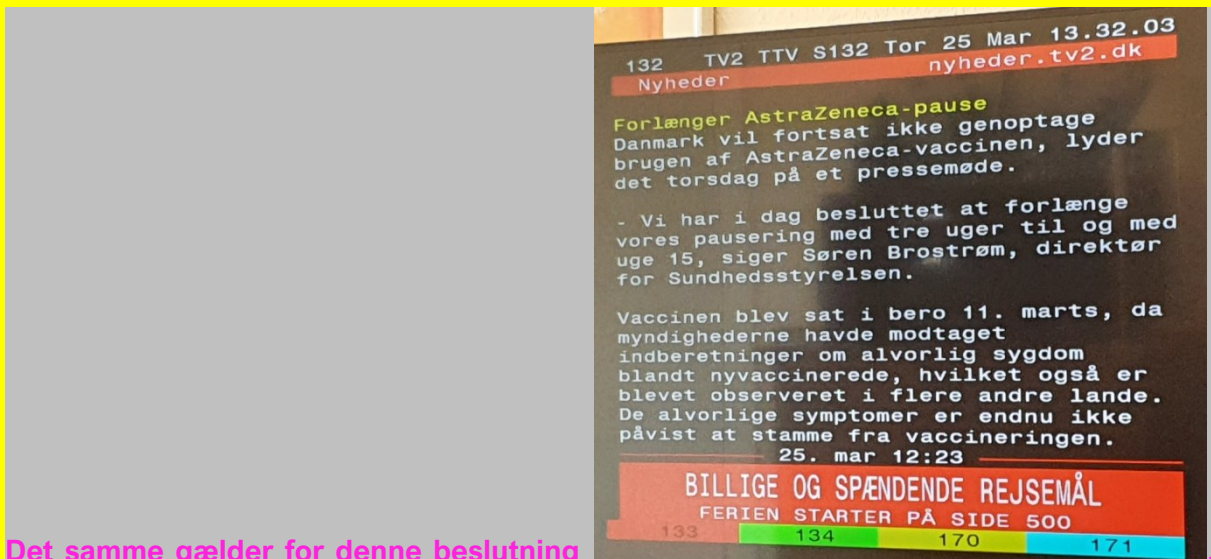 132 TV2 TTV S132 Tor 25 Mar 13.32.03
Nyheder nyheder.tv2.dk
Forlænger AstraZeneca-pause
Danmark vil fortsat ikke genoptage
brugen af AstraZeneca-vaccinen, lyder
det torsdag på et pressemøde.
- Vi har i dag besluttet at forlænge
vores pausering med tre uger til og med
uge 15, siger Søren Brostrøm, direktør
for Sundhedsstyrelsen.
Vaccinen blev sat i bero 11. marts, da
myndighederne havde modtaget
indberetninger om alvorlig sygdom
blandt nyvaccinerede, hvilket også er
blevet observeret i flere andre lande.
De alvorlige symptomer er endnu ikke
påvist at stamme fra vaccineringen.
25. mar 12:23
BILLIGE OG SPÆNDENDE REJSEMÅL
FERIEN STARTER PÅ SIDE 500
133 134 170 171
Det samme gælder for denne beslutning